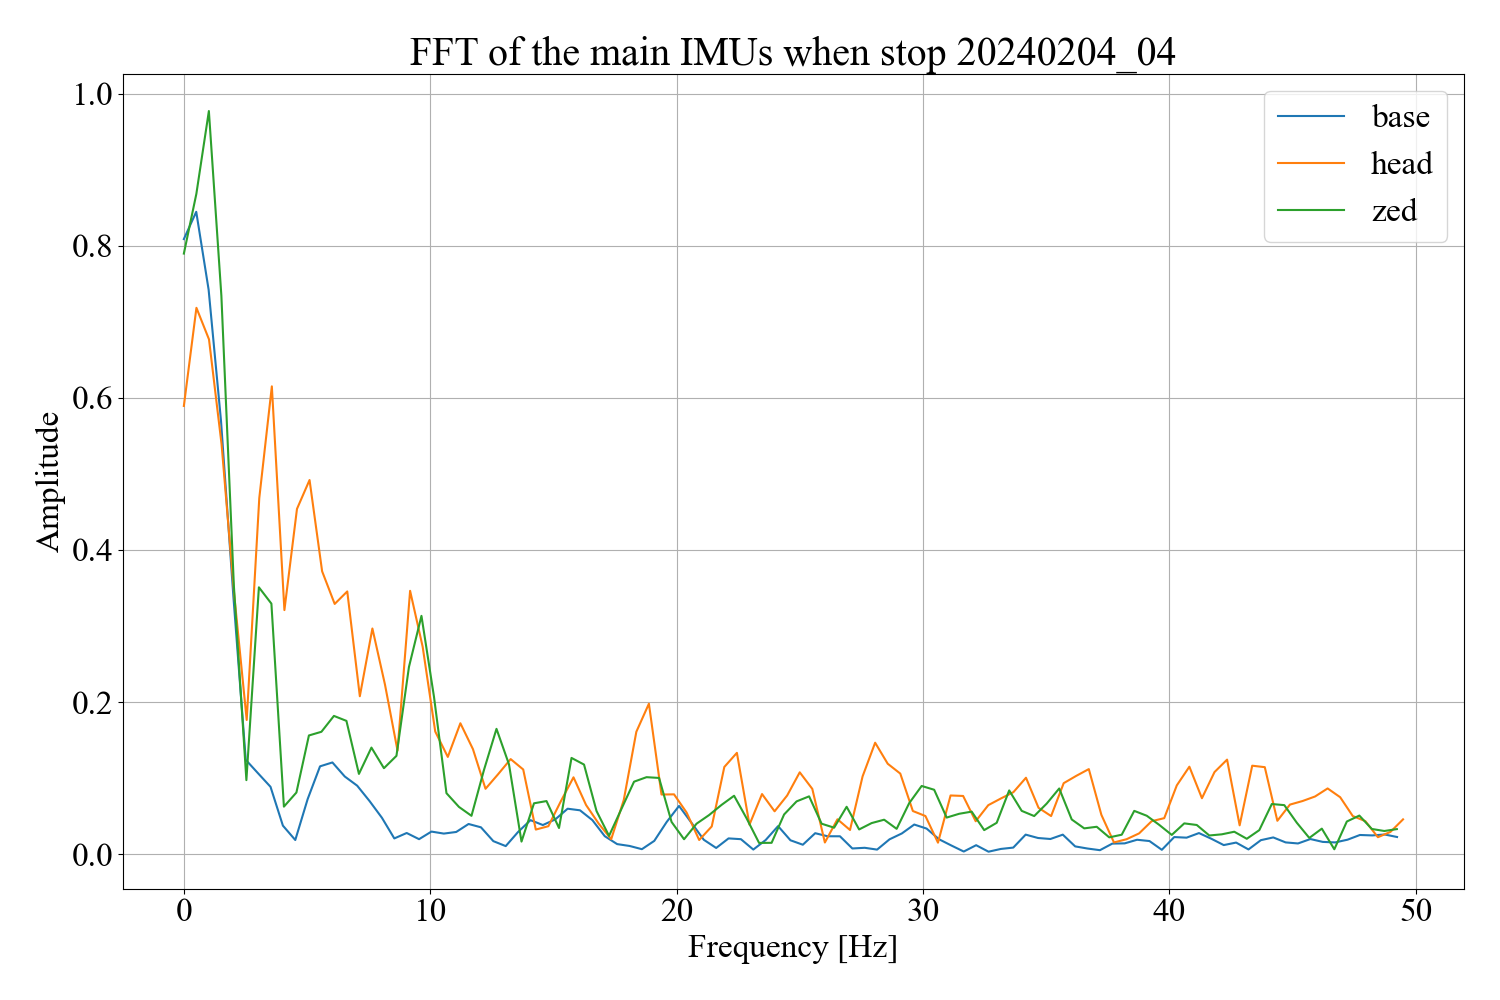 FFT of the main IMUs when stop 20240204_04
base
head
zed
1.0
0.8
0.6
0.4
0.2
0.0
Amplitude
0 10 20 30 40 50
Frequency [Hz]